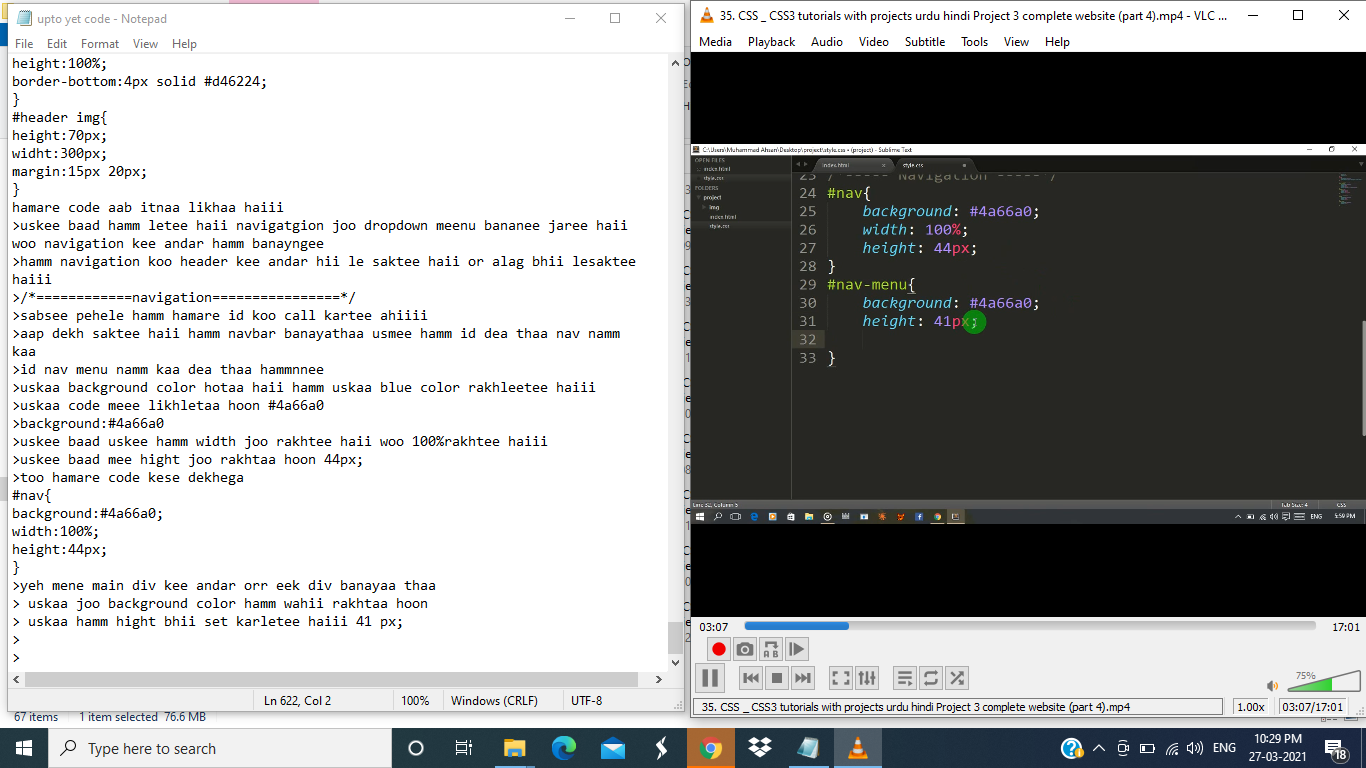 upto yet code - Notepad
File Edit Format View Help
height:100%;
border-bottom:4px solid #d46224;
}
#header img{
height:70px;
widht:300px;
margin:15px 20px;
}
hamare code aab itnaa likhaa haiii
>uskee baad hamm letee haii navigatgion joo dropdown meenu bananee jaree haii
woo navigation kee andar hamm banayngee
>hamm navigation koo header kee andar hii le saktee haii or alag bhii lesaktee
haiii
>/*============navigation================*/
>sabsee pehele hamm hamare id koo call kartee ahiiii
>aap dekh saktee haii hamm navbar banayathaa usmee hamm id dea thaa nav namm
kaa
>id nav menu namm kaa dea thaa hammnnee
>uskaa background color hotaa haii hamm uskaa blue color rakhleetee haiii
>uskaa code meee likhletaa hoon #4a66a0
>background:#4a66a0
>uskee baad uskee hamm width joo rakhtee haii woo 100%rakhtee haiii
>uskee baad mee hight joo rakhtaa hoon 44px;
>too hamare code kese dekhega
#nav{
background:#4a66a0;
width:100%;
height:44px;
}
>yeh mene main div kee andar orr eek div banayaa thaa
> uskaa joo background color hamm wahii rakhtaa hoon
> uskaa hamm hight bhii set karletee haiii 41 px;
>
>
Ln 622, Col 2 100% Windows (CRLF) UTF-8
67 items 1 item selected 76.6 MB
35. CSS _ CSS3 tutorials with projects urdu hindi Project 3 complete website (part 4).mp4 - VLC ...
Media Playback Audio Video Subtitle Tools View Help
C:\Users\Muhammad Ahsan\Desktop\project\style.css • (project) - Sublime Text
OPEN FILES
index.html
style.css
FOLDERS
project
img
index.html
style.css
index.html style.css
23 /*===== Navigation =====*/
24 #nav{
25 background: #4a66a0;
26 width: 100%;
27 height: 44px;
28 }
29 #nav-menu{
30 background: #4a66a0;
31 height: 41px;
32
33 }
Line 32, Column 5 Tab Size: 4 CSS
ENG 5:59 PM
03:07 17:01
75%
35. CSS _ CSS3 tutorials with projects urdu hindi Project 3 complete website (part 4).mp4 1.00x 03:07/17:01
Type here to search
ENG 10:29 PM
27-03-2021
18